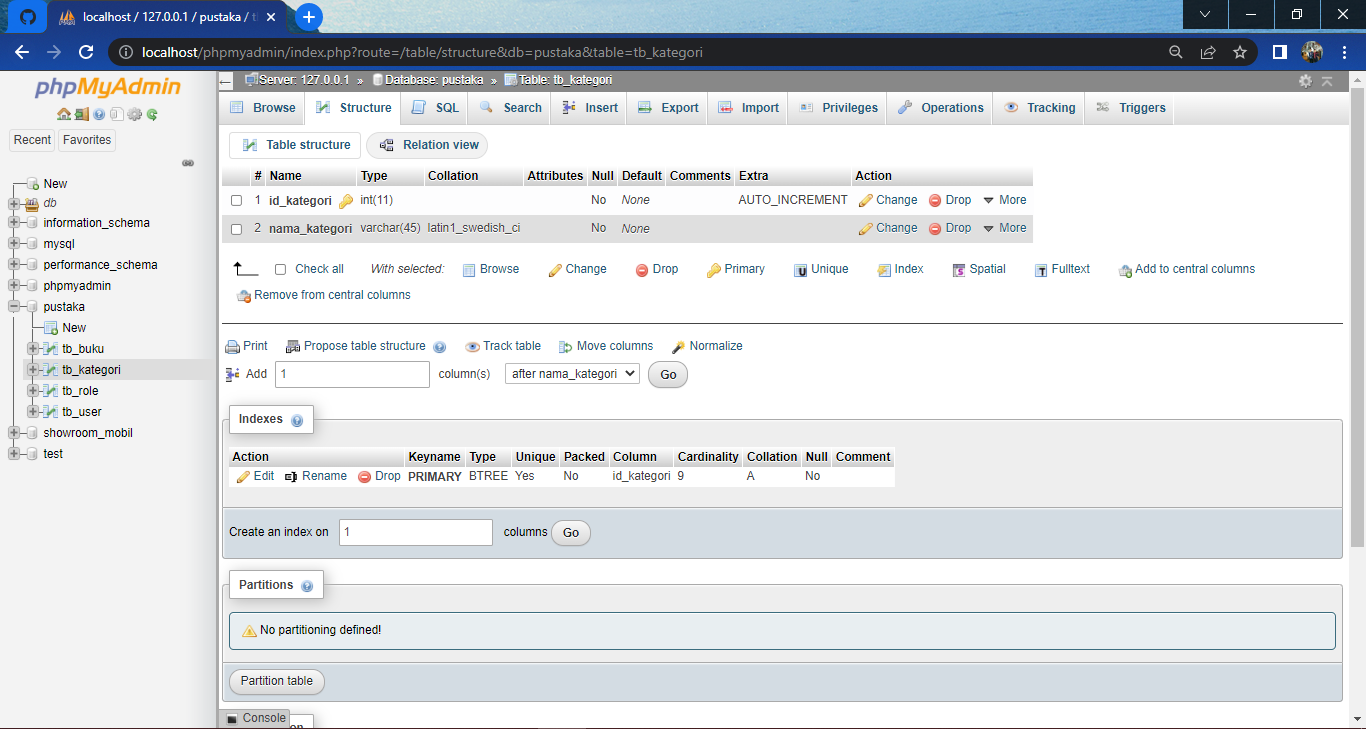 localhost / 127.0.0.1 / pustaka / t
localhost/phpmyadmin/index.php?route=/table/structure&db=pustaka&table=tb_kategori
phpMyAdmin
Recent Favorites
New
db
information_schema
mysql
performance_schema
phpmyadmin
pustaka
New
tb_buku
tb_kategori
tb_role
tb_user
showroom_mobil
test
Server: 127.0.0.1 » Database: pustaka » Table: tb_kategori
Browse Structure SQL Search Insert Export Import Privileges Operations Tracking Triggers
Table structure Relation view
# Name Type Collation Attributes Null Default Comments Extra Action
1 id_kategori int(11) No None AUTO_INCREMENT Change Drop More
2 nama_kategori varchar(45) latin1_swedish_ci No None Change Drop More
Check all With selected: Browse Change Drop Primary Unique Index Spatial Fulltext Add to central columns
Remove from central columns
Print Propose table structure Track table Move columns Normalize
Add 1 column(s) after nama_kategori Go
Indexes
Action Keyname Type Unique Packed Column Cardinality Collation Null Comment
Edit Rename Drop PRIMARY BTREE Yes No id_kategori 9 A No
Create an index on 1 columns Go
Partitions
No partitioning defined!
Partition table
Console